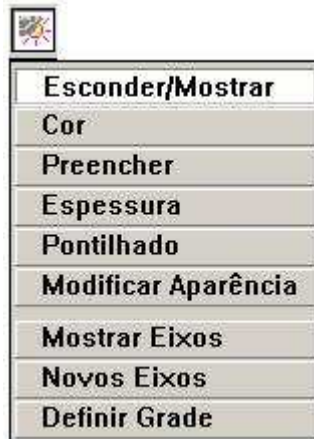 Esconder/Mostrar
Cor
Preencher
Espessura
Pontilhado
Modificar Aparência
Mostrar Eixos
Novos Eixos
Definir Grade